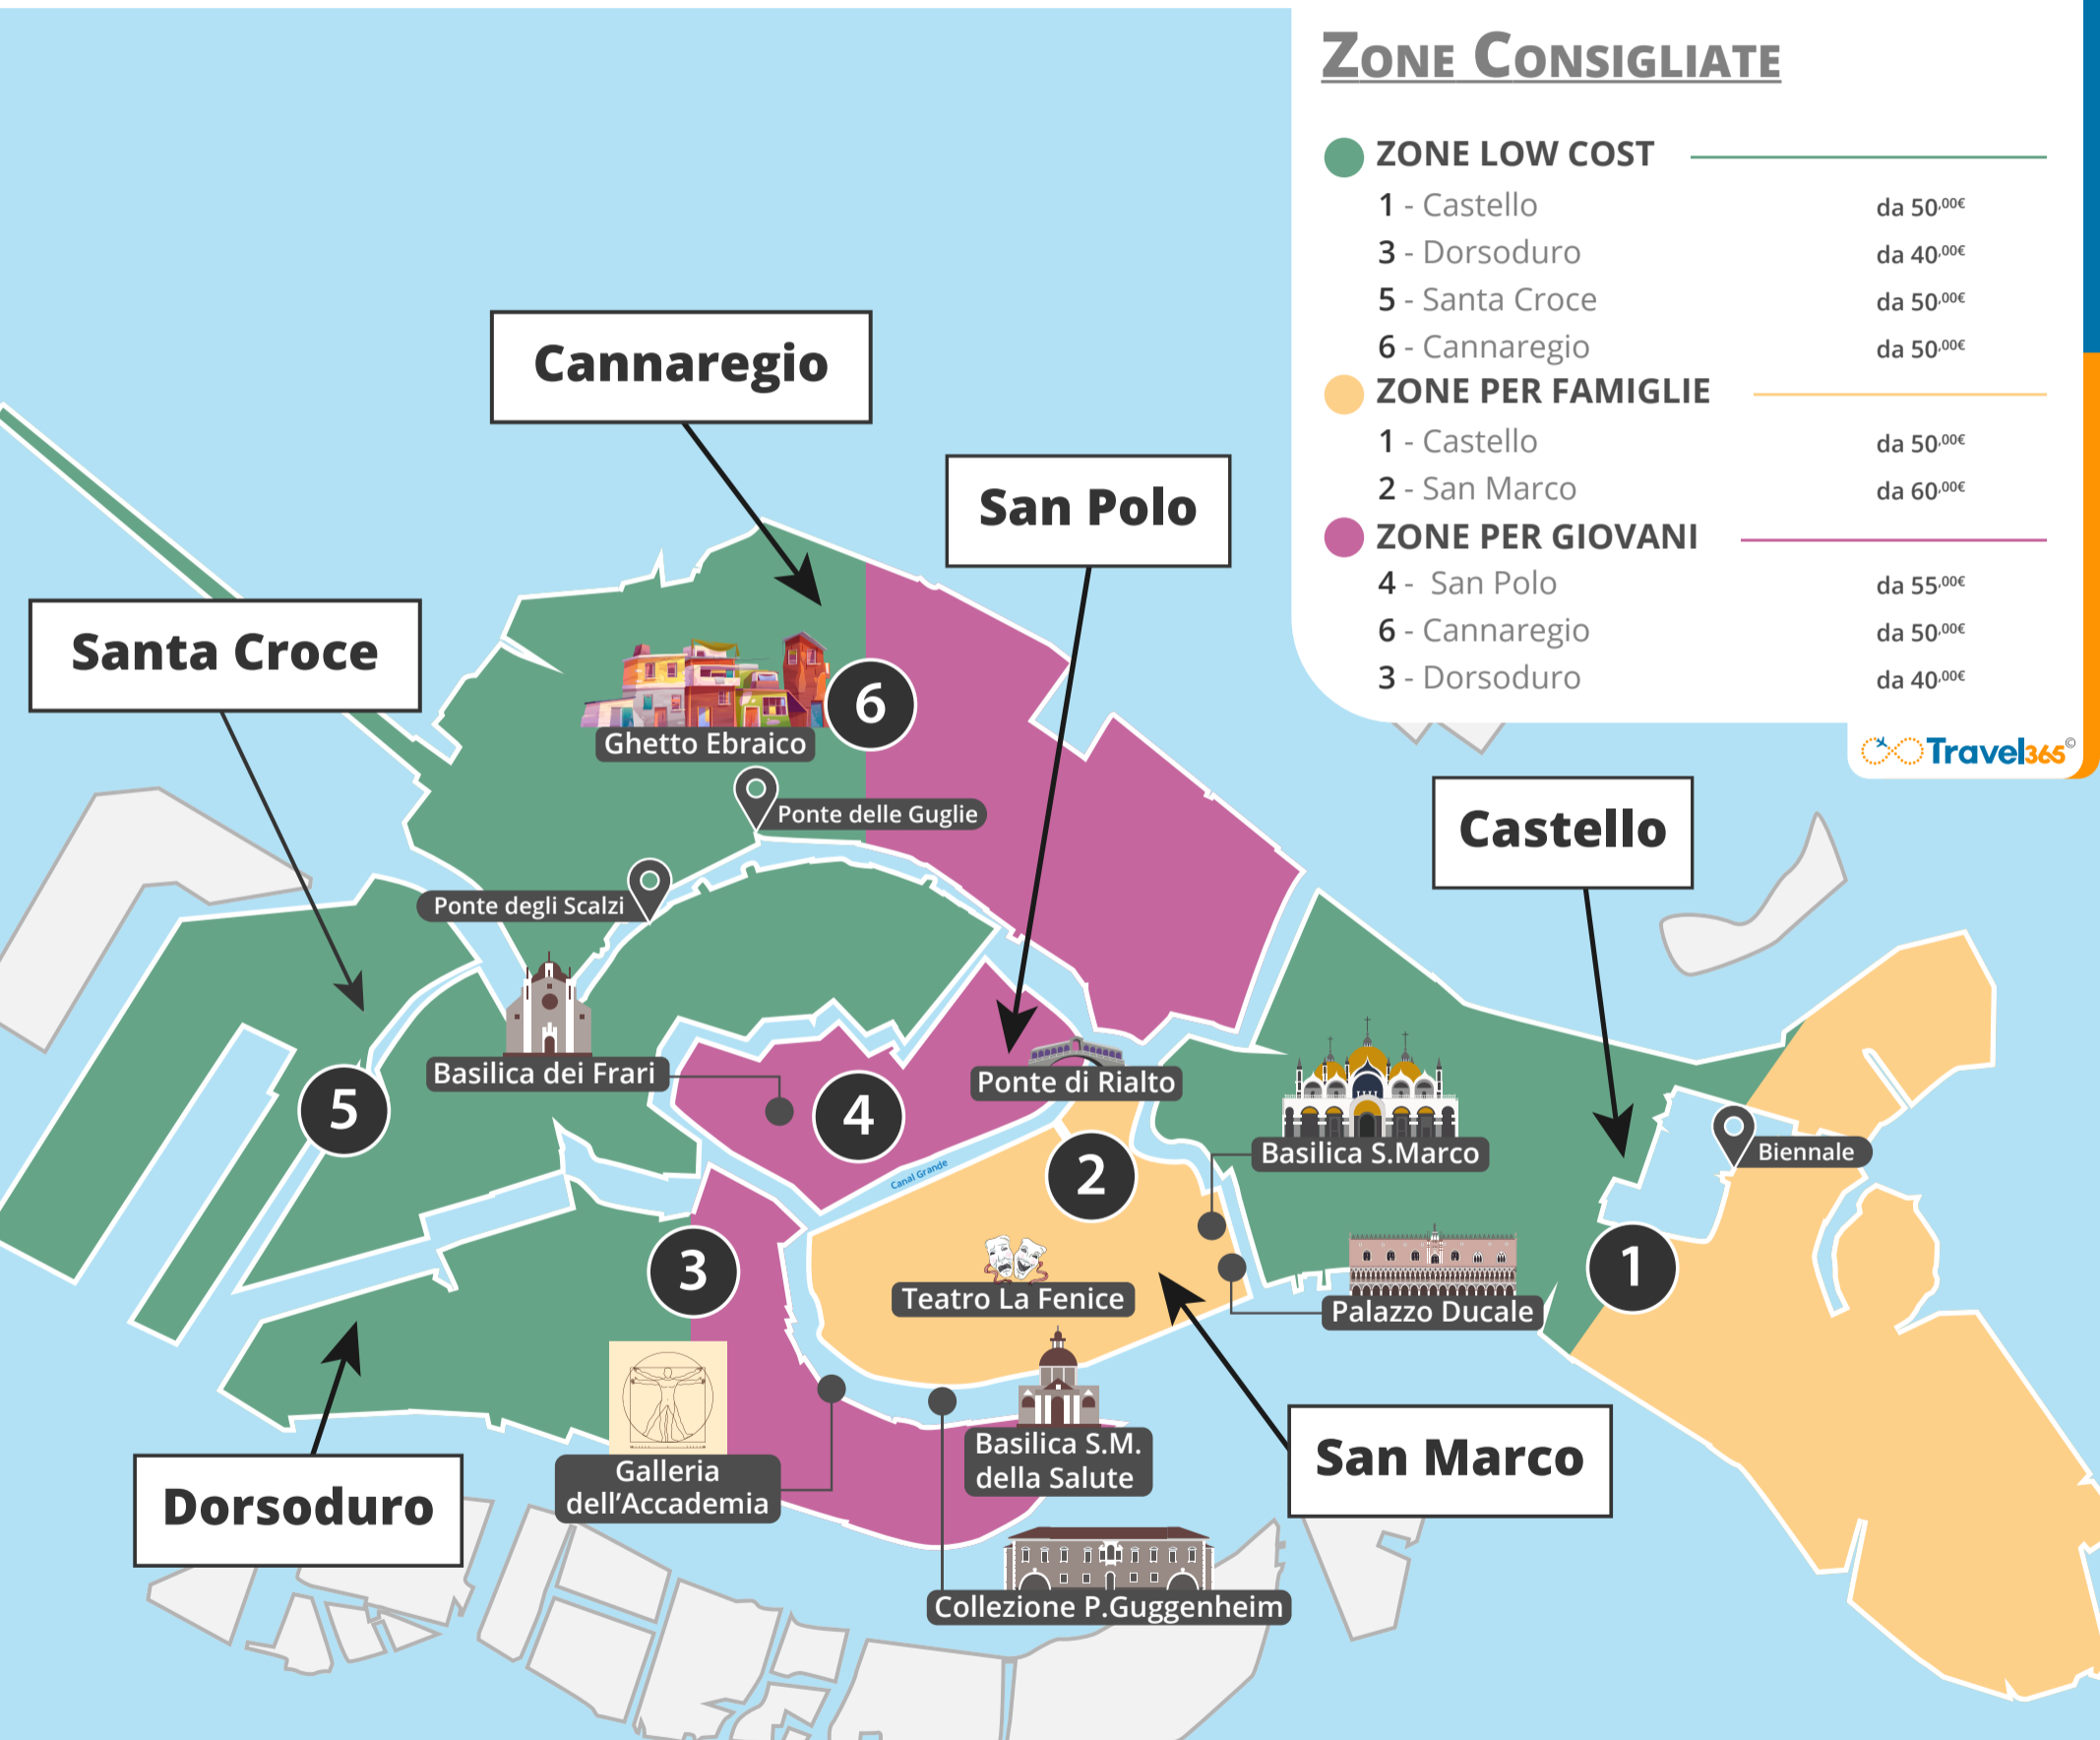 ZONE CONSIGLIATE
ZONE LOW COST
1 - Castello da 50,00€
3 - Dorsoduro da 40,00€
5 - Santa Croce da 50,00€
6 - Cannaregio da 50,00€
ZONE PER FAMIGLIE
1 - Castello da 50,00€
2 - San Marco da 60,00€
ZONE PER GIOVANI
4 - San Polo da 55,00€
6 - Cannaregio da 50,00€
3 - Dorsoduro da 40,00€
Travel365©
Cannaregio
San Polo
Santa Croce
6
Ghetto Ebraico
Ponte delle Guglie
Castello
Ponte degli Scalzi
Basilica dei Frari
5
4
Ponte di Rialto
Canal Grande
2
Basilica S.Marco
Biennale
3
1
Teatro La Fenice
Palazzo Ducale
Basilica S.M.
della Salute
Galleria
dell'Accademia
San Marco
Dorsoduro
Collezione P.Guggenheim